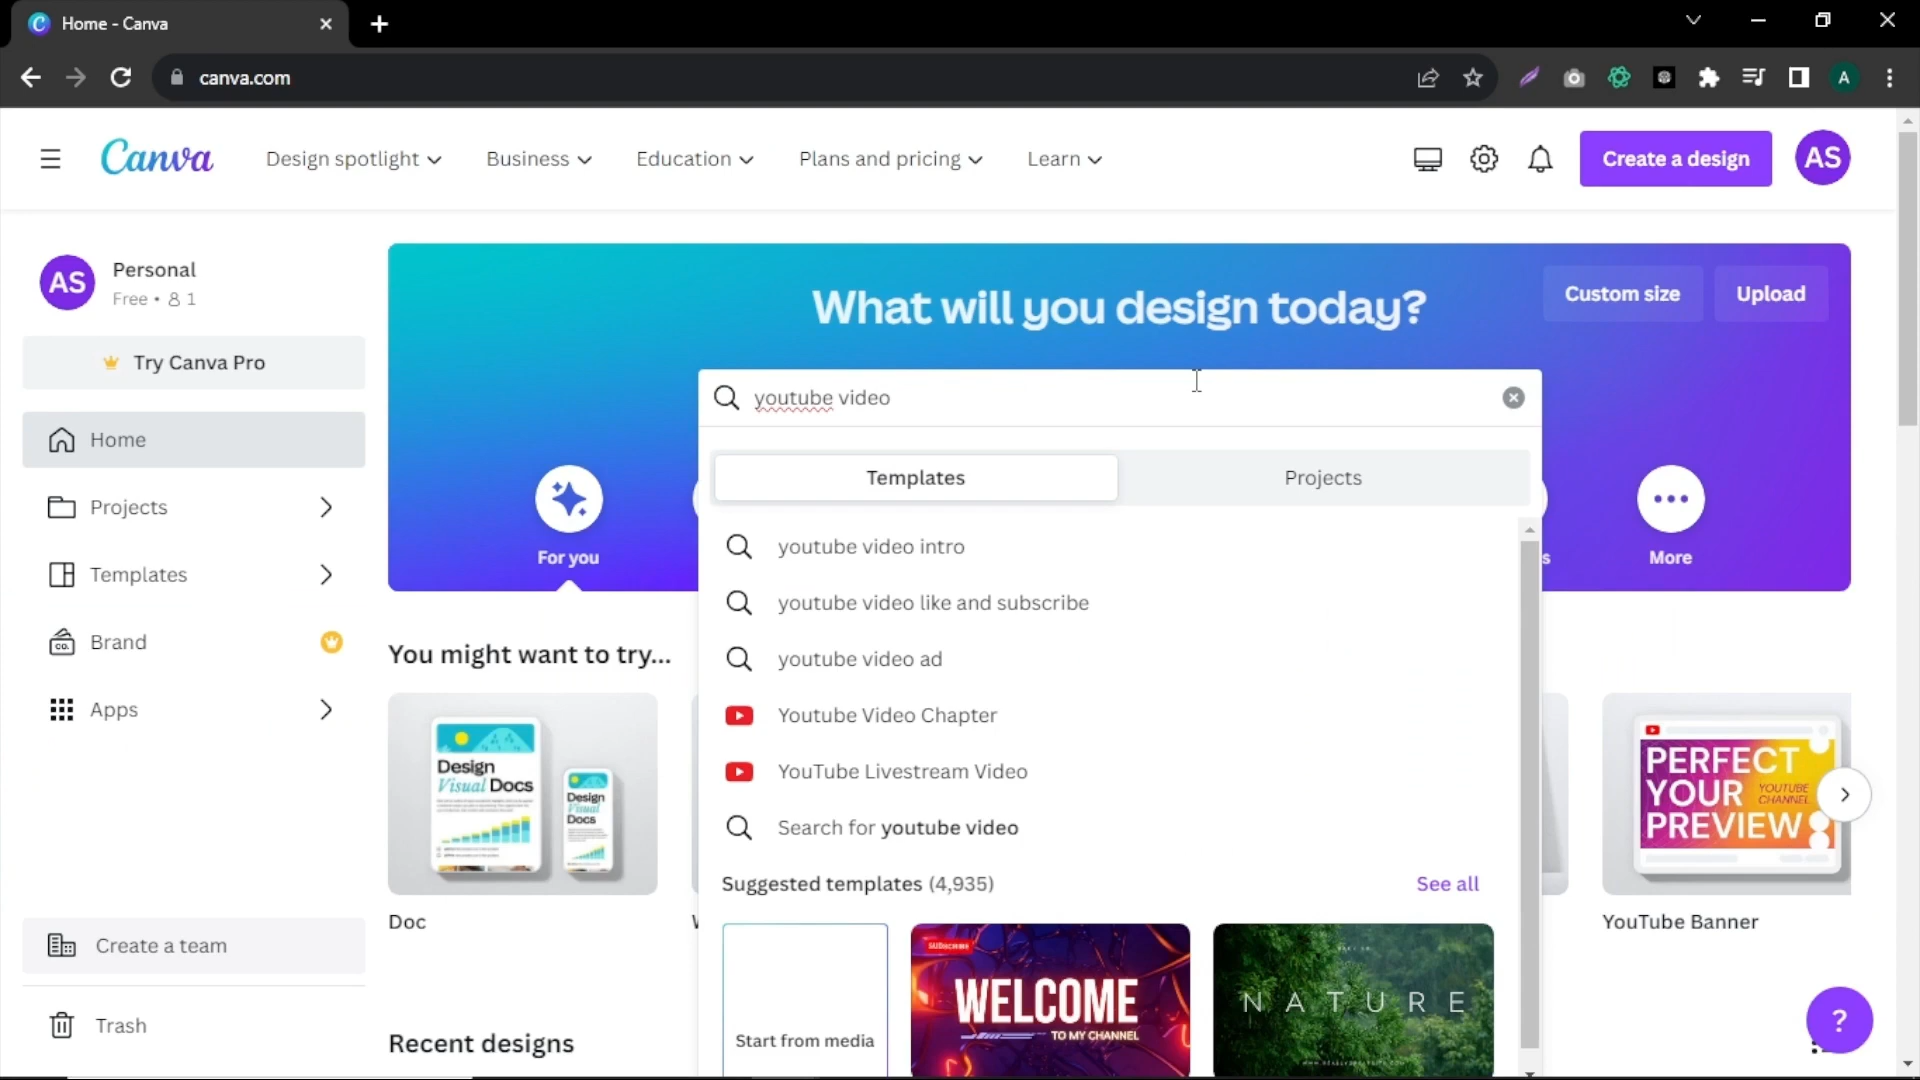 Home - Canva
canva.com
A
Canva
Design spotlight
Business
Education
Plans and pricing
Learn
Create a design
AS
AS
Personal
Free • 1
Try Canva Pro
Home
Projects
Templates
CO.
Brand
Apps
Create a team
Trash
What will you design today?
Custom size
Upload
youtube video
Templates
Projects
For you
s
More
youtube video intro
youtube video like and subscribe
youtube video ad
Youtube Video Chapter
YouTube Livestream Video
Search for youtube video
Suggested templates (4,935)
See all
Start from media
SUBSCRIBE
WELCOME
TO MY CHANNEL
NATURE
You might want to try...
Design
Visual Docs
Design
Visual
Docs
Doc
PERFECT
YOUR
YOUTUBE
CHANNEL
PREVIEW
YouTube Banner
Recent designs
?